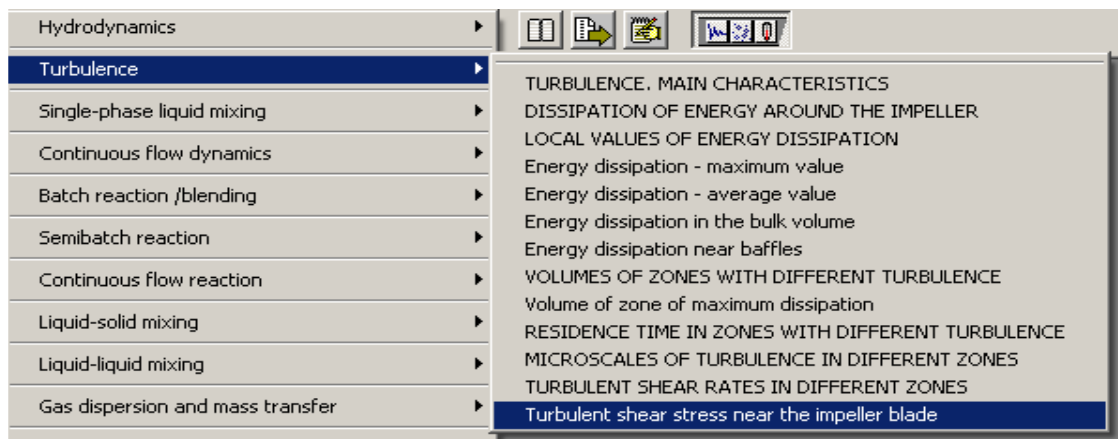 Hydrodynamics
Turbulence
Single-phase liquid mixing
Continuous flow dynamics
Batch reaction /blending
Semibatch reaction
Continuous flow reaction
Liquid-solid mixing
Liquid-liquid mixing
Gas dispersion and mass transfer
TURBULENCE. MAIN CHARACTERISTICS
DISSIPATION OF ENERGY AROUND THE IMPELLER
LOCAL VALUES OF ENERGY DISSIPATION
Energy dissipation - maximum value
Energy dissipation - average value
Energy dissipation in the bulk volume
Energy dissipation near baffles
VOLUMES OF ZONES WITH DIFFERENT TURBULENCE
Volume of zone of maximum dissipation
RESIDENCE TIME IN ZONES WITH DIFFERENT TURBULENCE
MICROSCALES OF TURBULENCE IN DIFFERENT ZONES
TURBULENT SHEAR RATES IN DIFFERENT ZONES
Turbulent shear stress near the impeller blade